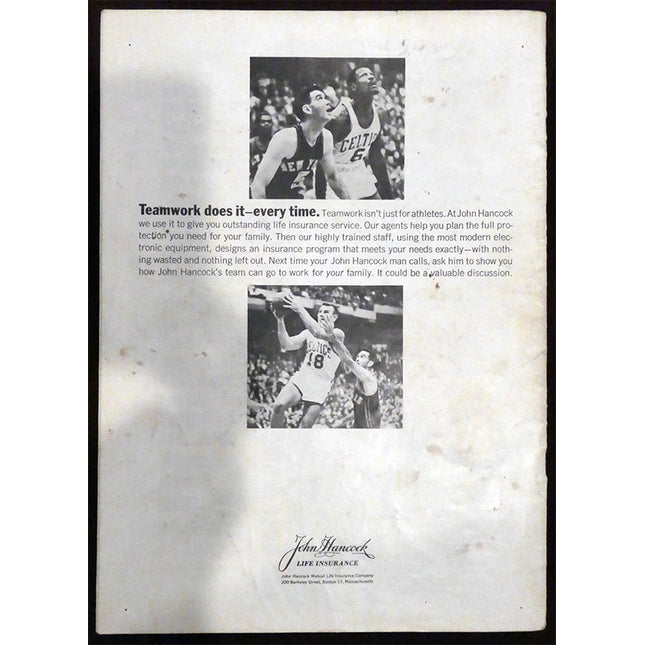 NEW YORK
CELTICS
6
Teamwork does it—every time. Teamwork isn't just for athletes. At John Hancock
we use it to give you outstanding life insurance service. Our agents help you plan the full pro-
tection you need for your family. Then our highly trained staff, using the most modern elec-
tronic equipment, designs an insurance program that meets your needs exactly—with noth-
ing wasted and nothing left out. Next time your John Hancock man calls, ask him to show you
how John Hancock's team can go to work for your family. It could be a valuable discussion.
CELTICS
18
John Hancock
LIFE INSURANCE
John Hancock Mutual Life Insurance Company
200 Berkeley Street, Boston 17, Massachusetts